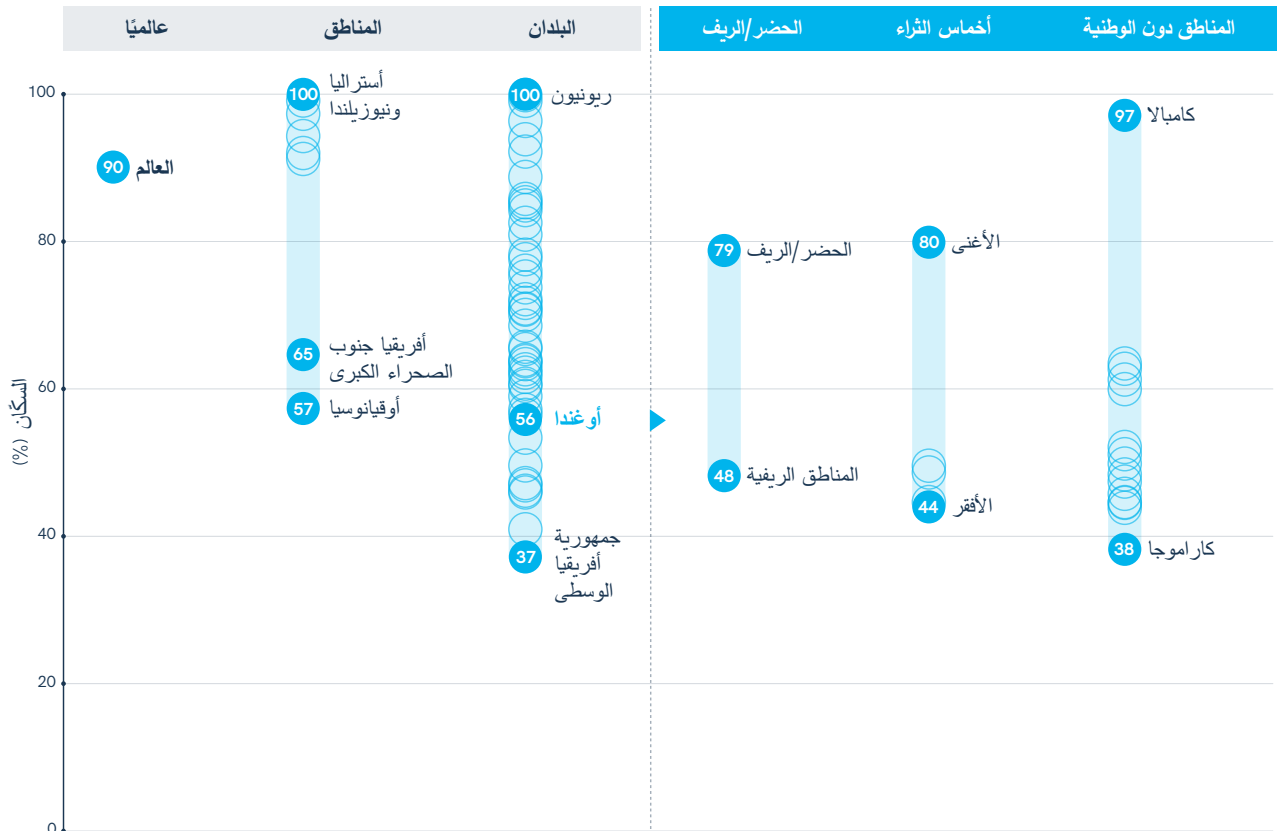 عالميًا
المناطق
البلدان
الحضر/الريف
أخماس الثراء
المناطق دون الوطنية
السكّان (%)
100
80
60
40
20
0
90 العالم
100 أستراليا
ونيوزيلندا
65 أفريقيا جنوب
الصحراء الكبرى
57 أوقيانوسيا
100 ريونيون
56 أوغندا
37 جمهورية
أفريقيا
الوسطى
79 الحضر/الريف
48 المناطق الريفية
80 الأغنى
44 الأفقر
97 كامبالا
38 كاراموجا